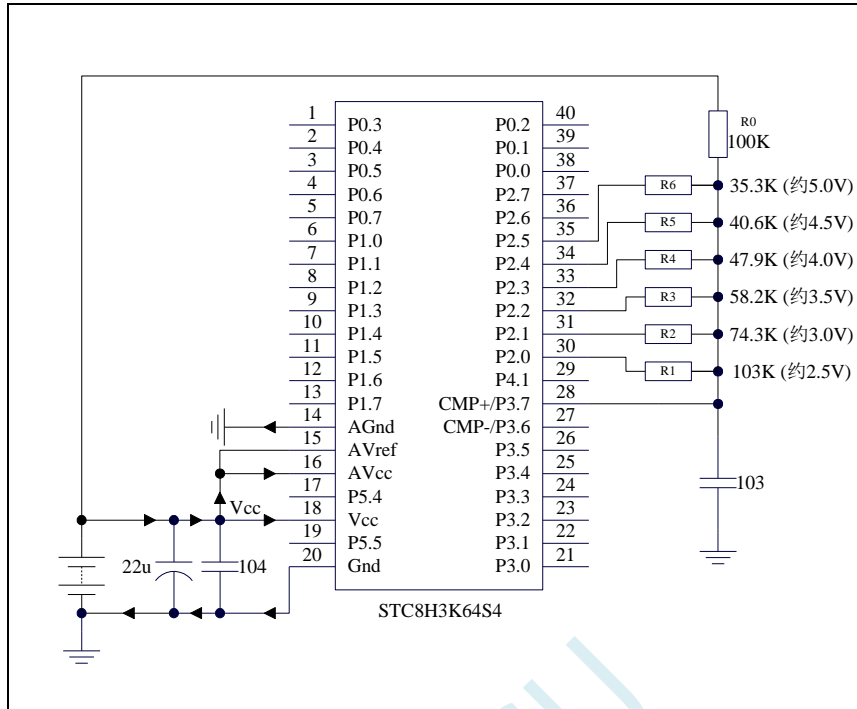 1 P0.3 P0.2 40
2 P0.4 P0.1 39
3 P0.5 P0.0 38
4 P0.6 P2.7 37
5 P0.7 P2.6 36
6 P1.0 P2.5 35
7 P1.1 P2.4 34
8 P1.2 P2.3 33
9 P1.3 P2.2 32
10 P1.4 P2.1 31
11 P1.5 P2.0 30
12 P1.6 P4.1 29
13 P1.7 CMP+/P3.7 28
14 AGnd CMP-/P3.6 27
15 AVref P3.5 26
16 AVcc P3.4 25
17 P5.4 P3.3 24
18 Vcc P3.2 23
19 P5.5 P3.1 22
20 Gnd P3.0 21
R0
100K
R6 35.3K (约5.0V)
R5 40.6K (约4.5V)
R4 47.9K (约4.0V)
R3 58.2K (约3.5V)
R2 74.3K (约3.0V)
R1 103K (约2.5V)
103
Vcc
22u 104
STC8H3K64S4